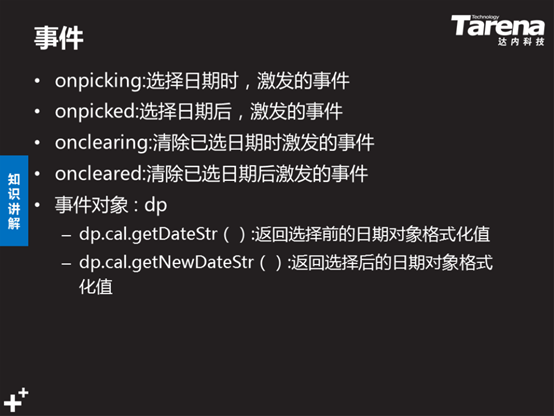 事件
Technology
Tarena
达内科技
• onpicking:选择日期时，激发的事件
• onpicked:选择日期后，激发的事件
• onclearing:清除已选日期时激发的事件
• oncleared:清除已选日期后激发的事件
• 事件对象：dp
– dp.cal.getDateStr（）:返回选择前的日期对象格式化值
– dp.cal.getNewDateStr（）:返回选择后的日期对象格式
化值
知识讲解